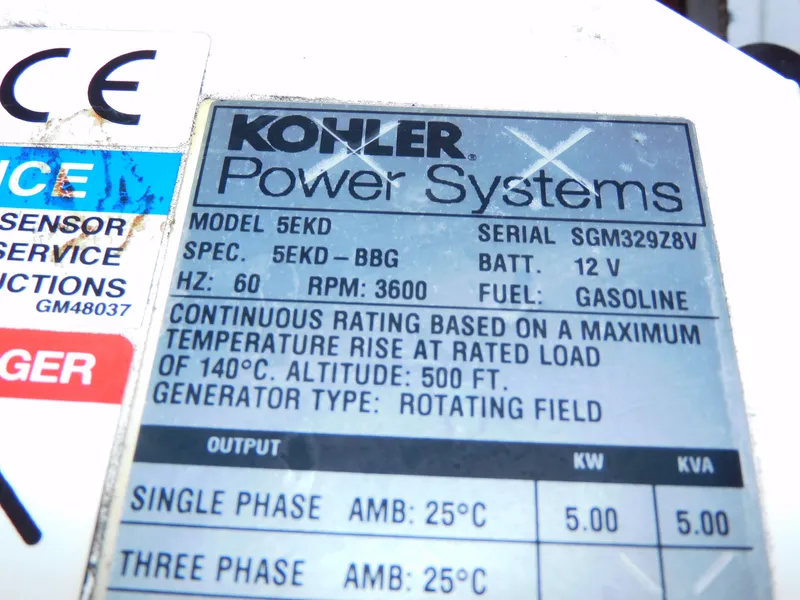 CE
ICE
SENSOR
SERVICE
UCTIONS
GM48037
GER
KOHLER®
Power Systems
MODEL 5EKD SERIAL SGM329Z8V
SPEC. 5EKD-BBG BATT. 12 V
HZ: 60 RPM: 3600 FUEL: GASOLINE
CONTINUOUS RATING BASED ON A MAXIMUM
TEMPERATURE RISE AT RATED LOAD
OF 140°C. ALTITUDE: 500 FT.
GENERATOR TYPE: ROTATING FIELD
OUTPUT KW KVA
SINGLE PHASE AMB: 25°C 5.00 5.00
THREE PHASE AMB: 25°C